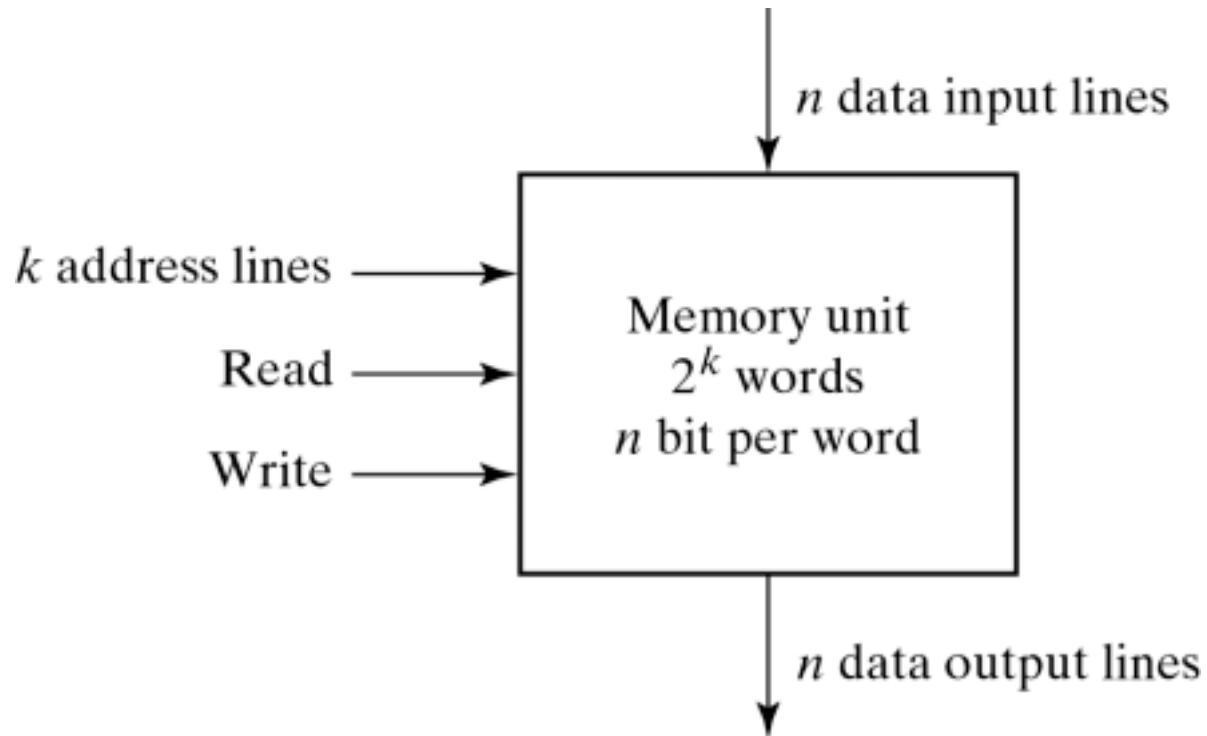 n data input lines
k address lines
Read
Write
Memory unit
2^k words
n bit per word
n data output lines